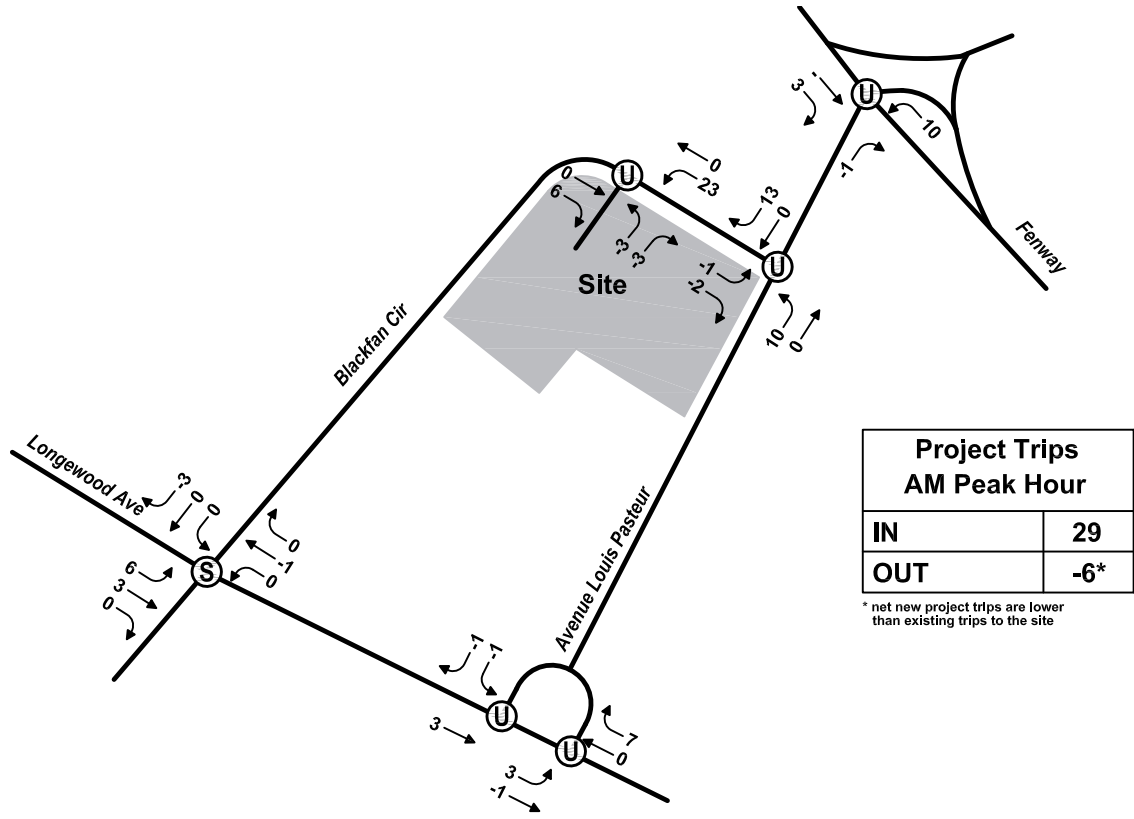 3 -
U
10
-1
Fenway
0
23
U
0
6
13
0
-3
-3
-1
-2
U
Site
10
0
Blackfan Cir
Project Trips
AM Peak Hour
IN 29
OUT -6*
* net new project trips are lower
than existing trips to the site
Longewood Ave
-3 0 0
0
-1
0
S
6
3
0
Avenue Louis Pasteur
-1 -1
U
3
7
0
U
3
-1